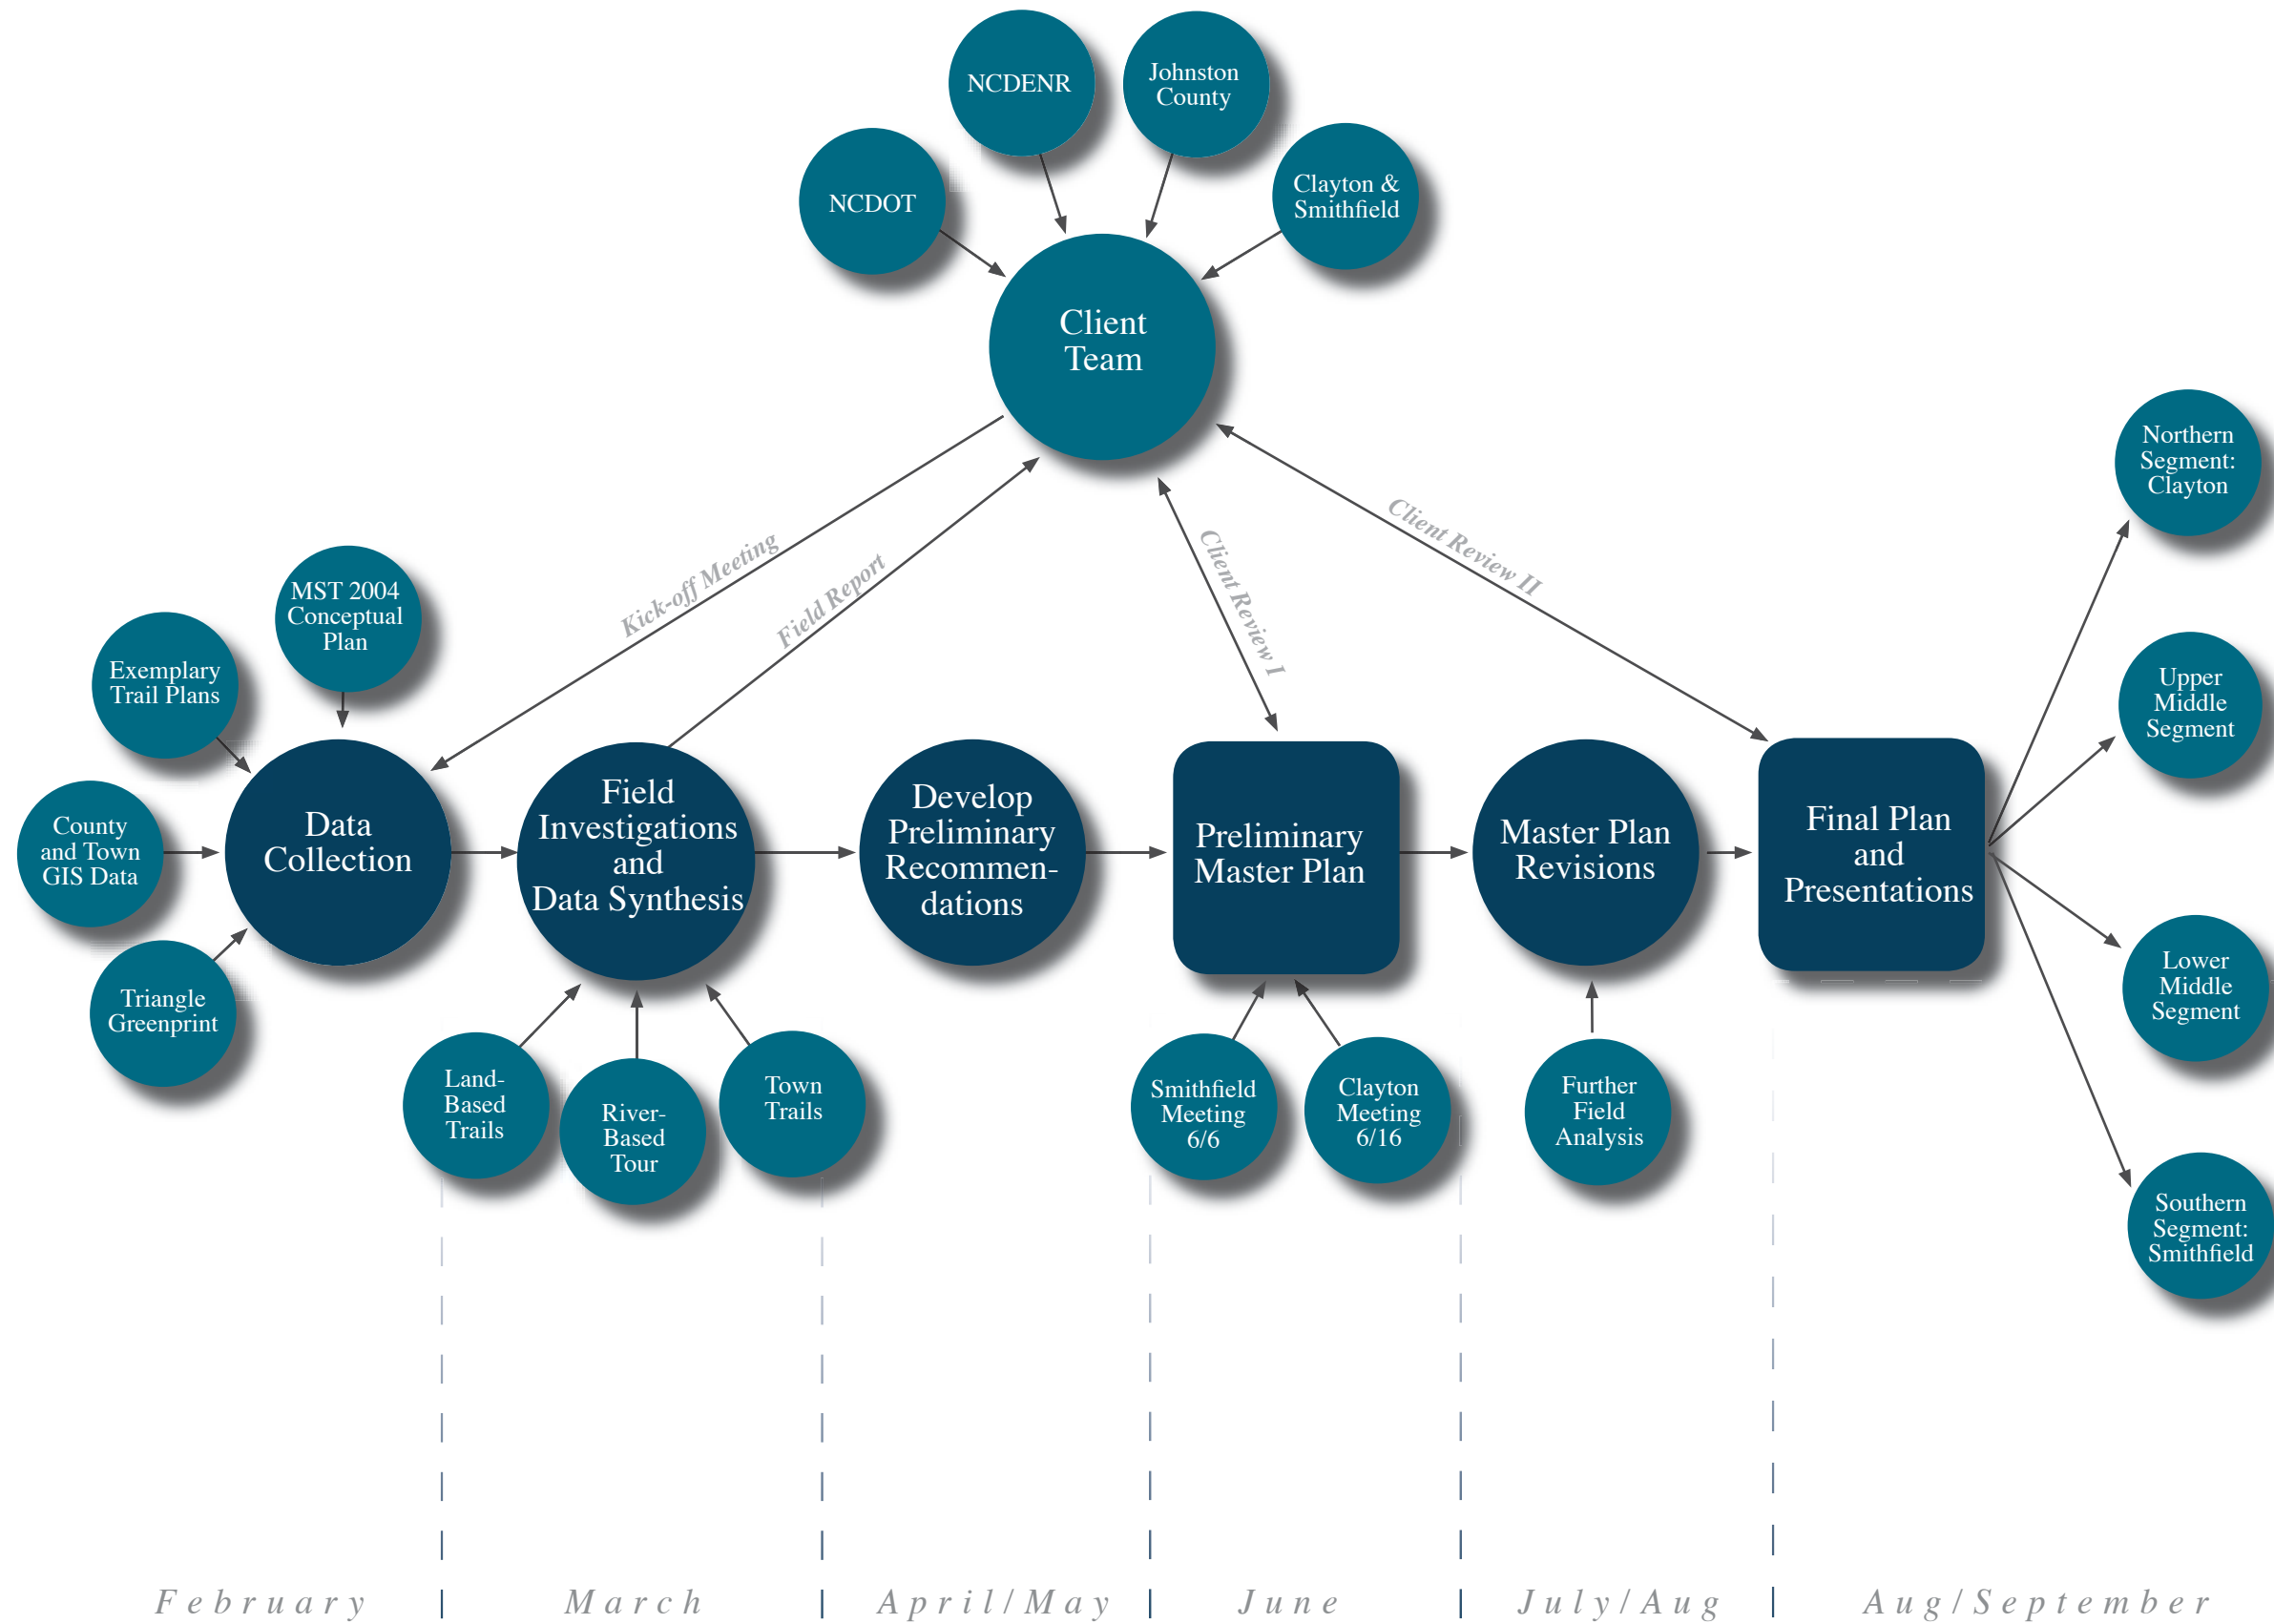 NCDENR
Johnston
County
NCDOT
Clayton &
Smithfield
Client
Team
Kick-off Meeting
Field Report
Client Review I
Client Review II
MST 2004
Conceptual
Plan
Exemplary
Trail Plans
County
and Town
GIS Data
Triangle
Greenprint
Data
Collection
Field
Investigations
and
Data Synthesis
Develop
Preliminary
Recommen-
dations
Preliminary
Master Plan
Master Plan
Revisions
Final Plan
and
Presentations
Northern
Segment:
Clayton
Upper
Middle
Segment
Lower
Middle
Segment
Southern
Segment:
Smithfield
Land-
Based
Trails
River-
Based
Tour
Town
Trails
Smithfield
Meeting
6/6
Clayton
Meeting
6/16
Further
Field
Analysis
February
March
April/May
June
July/Aug
Aug/September